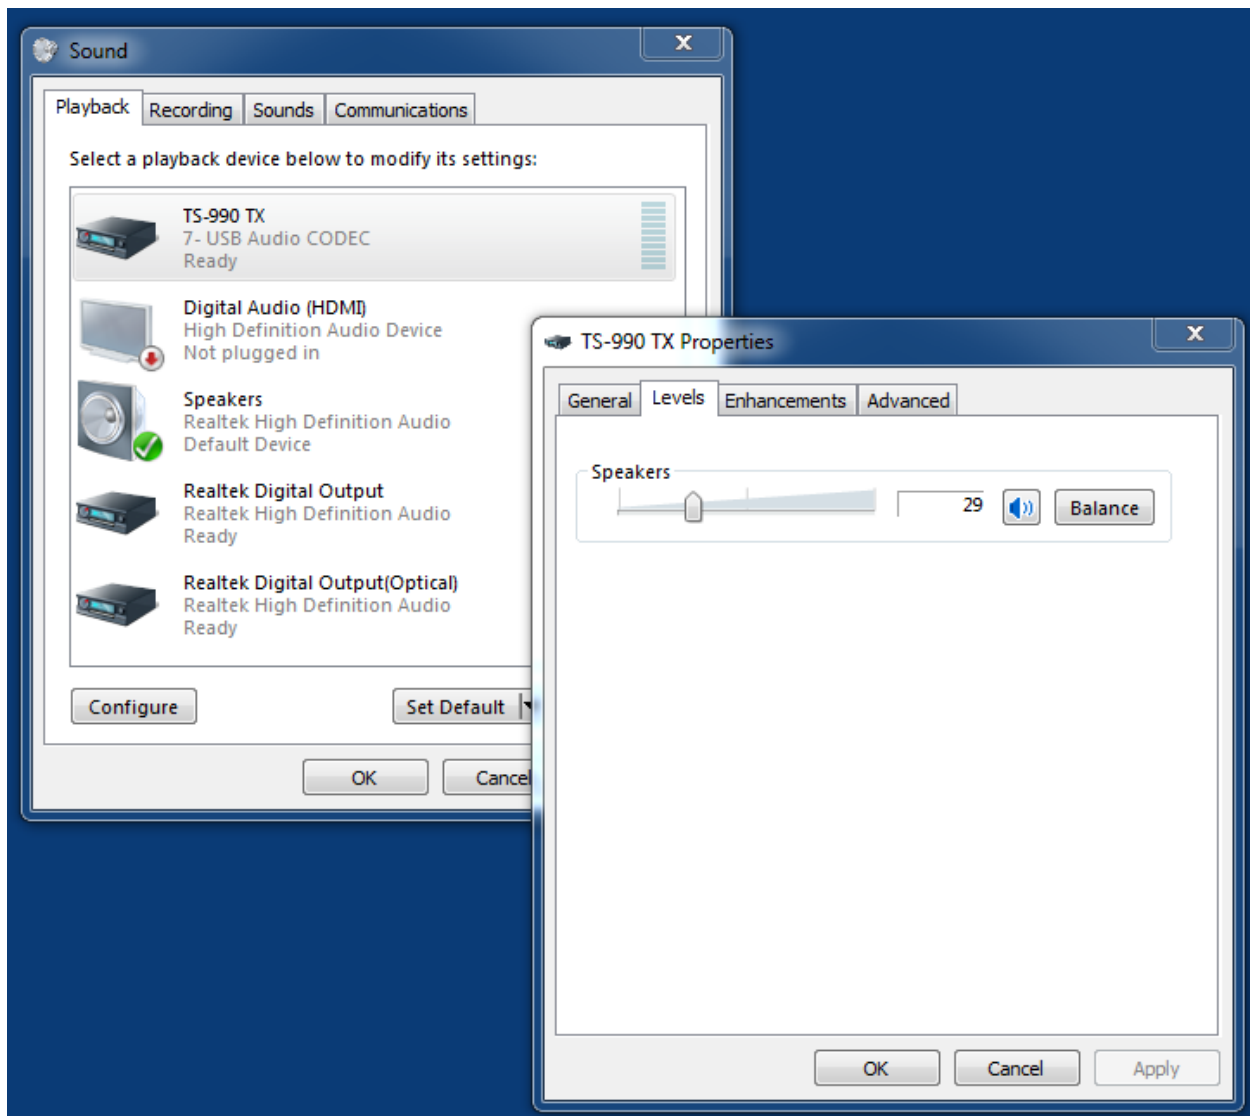 Sound
X
Playback Recording Sounds Communications
Select a playback device below to modify its settings:
TS-990 TX
7- USB Audio CODEC
Ready
Digital Audio (HDMI)
High Definition Audio Device
Not plugged in
Speakers
Realtek High Definition Audio
Default Device
Realtek Digital Output
Realtek High Definition Audio
Ready
Realtek Digital Output(Optical)
Realtek High Definition Audio
Ready
Configure Set Default
OK Cancel
TS-990 TX Properties
X
General Levels Enhancements Advanced
Speakers
29 Balance
OK Cancel Apply